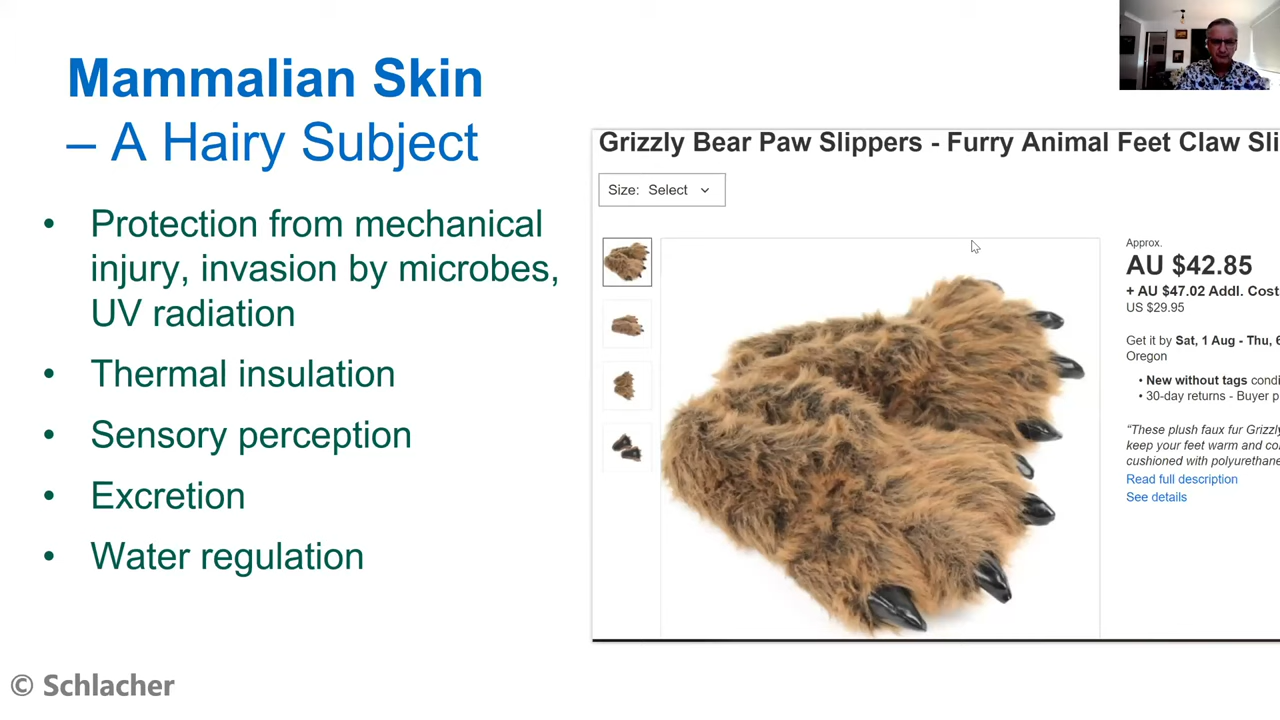 Mammalian Skin
– A Hairy Subject
• Protection from mechanical
injury, invasion by microbes,
UV radiation
• Thermal insulation
• Sensory perception
• Excretion
• Water regulation
© Schlacher
Grizzly Bear Paw Slippers - Furry Animal Feet Claw Sli
Size: Select
Approx.
AU $42.85
+ AU $47.02 Addl. Cost
US $29.95
Get it by Sat, 1 Aug - Thu, 6
Oregon
• New without tags condi
• 30-day returns - Buyer p
“These plush faux fur Grizzly
keep your feet warm and co
cushioned with polyurethane
Read full description
See details